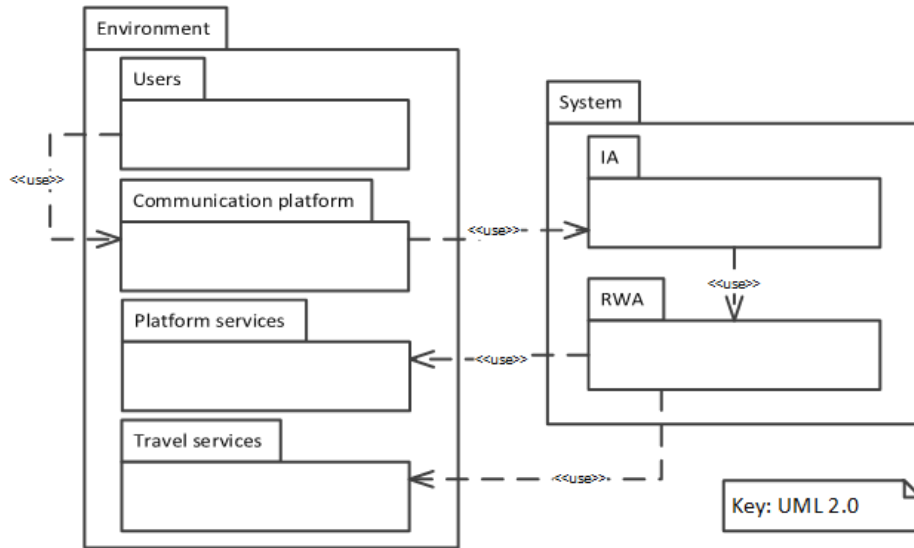 Environment
Users
<<use>>
Communication platform
<<use>>
Platform services
<<use>>
Travel services
<<use>>
System
IA
<<use>>
RWA
Key: UML 2.0